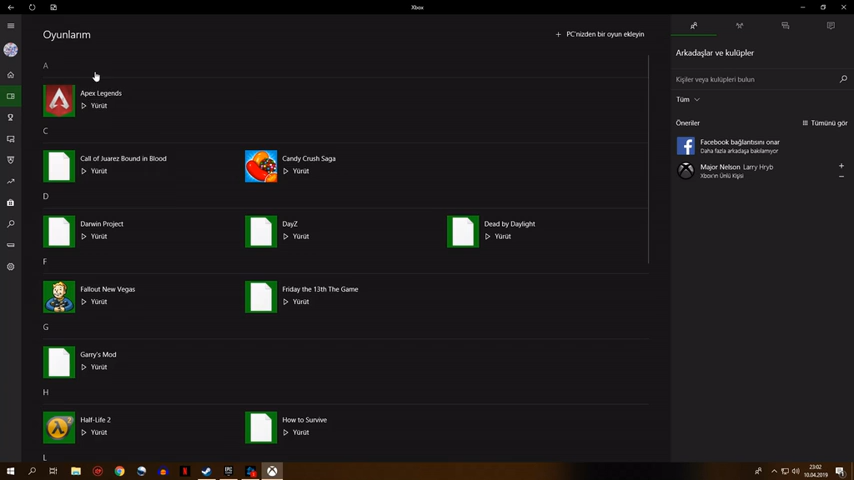 Xbox
Oyunlarım
PC'nizden bir oyun ekleyin
A
Apex Legends
Yürüt
C
Call of Juarez Bound in Blood
Yürüt
Candy Crush Saga
Yürüt
D
Darwin Project
Yürüt
DayZ
Yürüt
Dead by Daylight
Yürüt
F
Fallout New Vegas
Yürüt
Friday the 13th The Game
Yürüt
G
Garry's Mod
Yürüt
H
Half-Life 2
Yürüt
How to Survive
Yürüt
L
Arkadaşlar ve kulüpler
Kişiler veya kulüpleri bulun
Tüm
Öneriler
Tümünü gör
Facebook bağlantısını onar
Daha fazla arkadaşa bakılamıyor
Major Nelson Larry Hryb
Xbox'ın Ünlü Kişisi
EPIC
23:02
10.04.2019